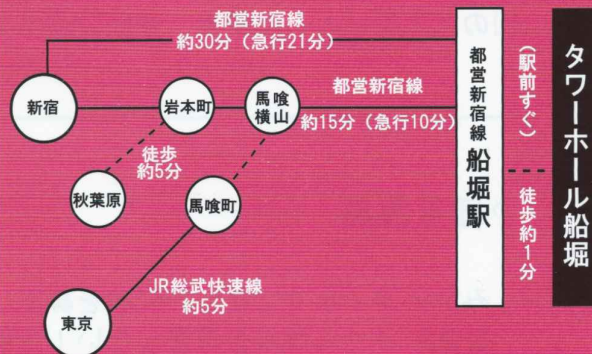 都営新宿線
約30分（急行21分）
新宿
岩本町
馬喰
横山
都営新宿線
約15分（急行10分）
徒歩
約5分
秋葉原
馬喰町
JR総武快速線
約5分
東京
都営新宿線 船堀駅
（駅前すぐ）
徒歩約1分
タワーホール船堀